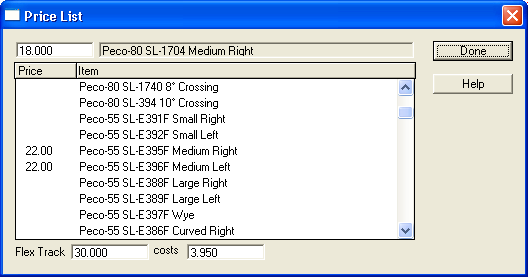 Price List
18.000 Peco-80 SL-1704 Medium Right
Done
Price Item
Help
Peco-80 SL-1740 8° Crossing
Peco-80 SL-394 10° Crossing
Peco-55 SL-E391F Small Right
Peco-55 SL-E392F Small Left
22.00 Peco-55 SL-E395F Medium Right
22.00 Peco-55 SL-E396F Medium Left
Peco-55 SL-E388F Large Right
Peco-55 SL-E389F Large Left
Peco-55 SL-E397F Wye
Peco-55 SL-E386F Curved Right
Flex Track 30.000 costs 3.950